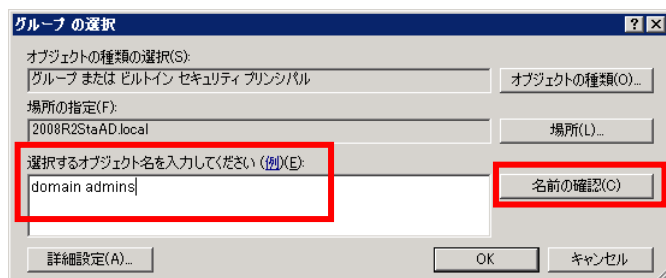 グループ の選択
オブジェクトの種類の選択(S):
グループ または ビルトイン セキュリティ プリンシパル
オブジェクトの種類(O)...
場所の指定(F):
2008R2StaAD.local
場所(L)...
選択するオブジェクト名を入力してください (例)(E):
domain admins
名前の確認(C)
詳細設定(A)...
OK
キャンセル